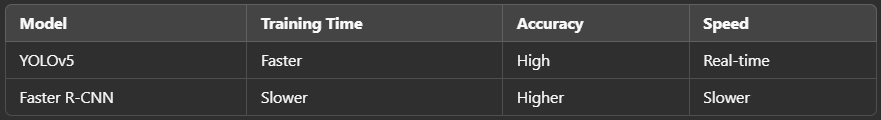 Model Training Time Accuracy Speed
YOLOv5 Faster High Real-time
Faster R-CNN Slower Higher Slower